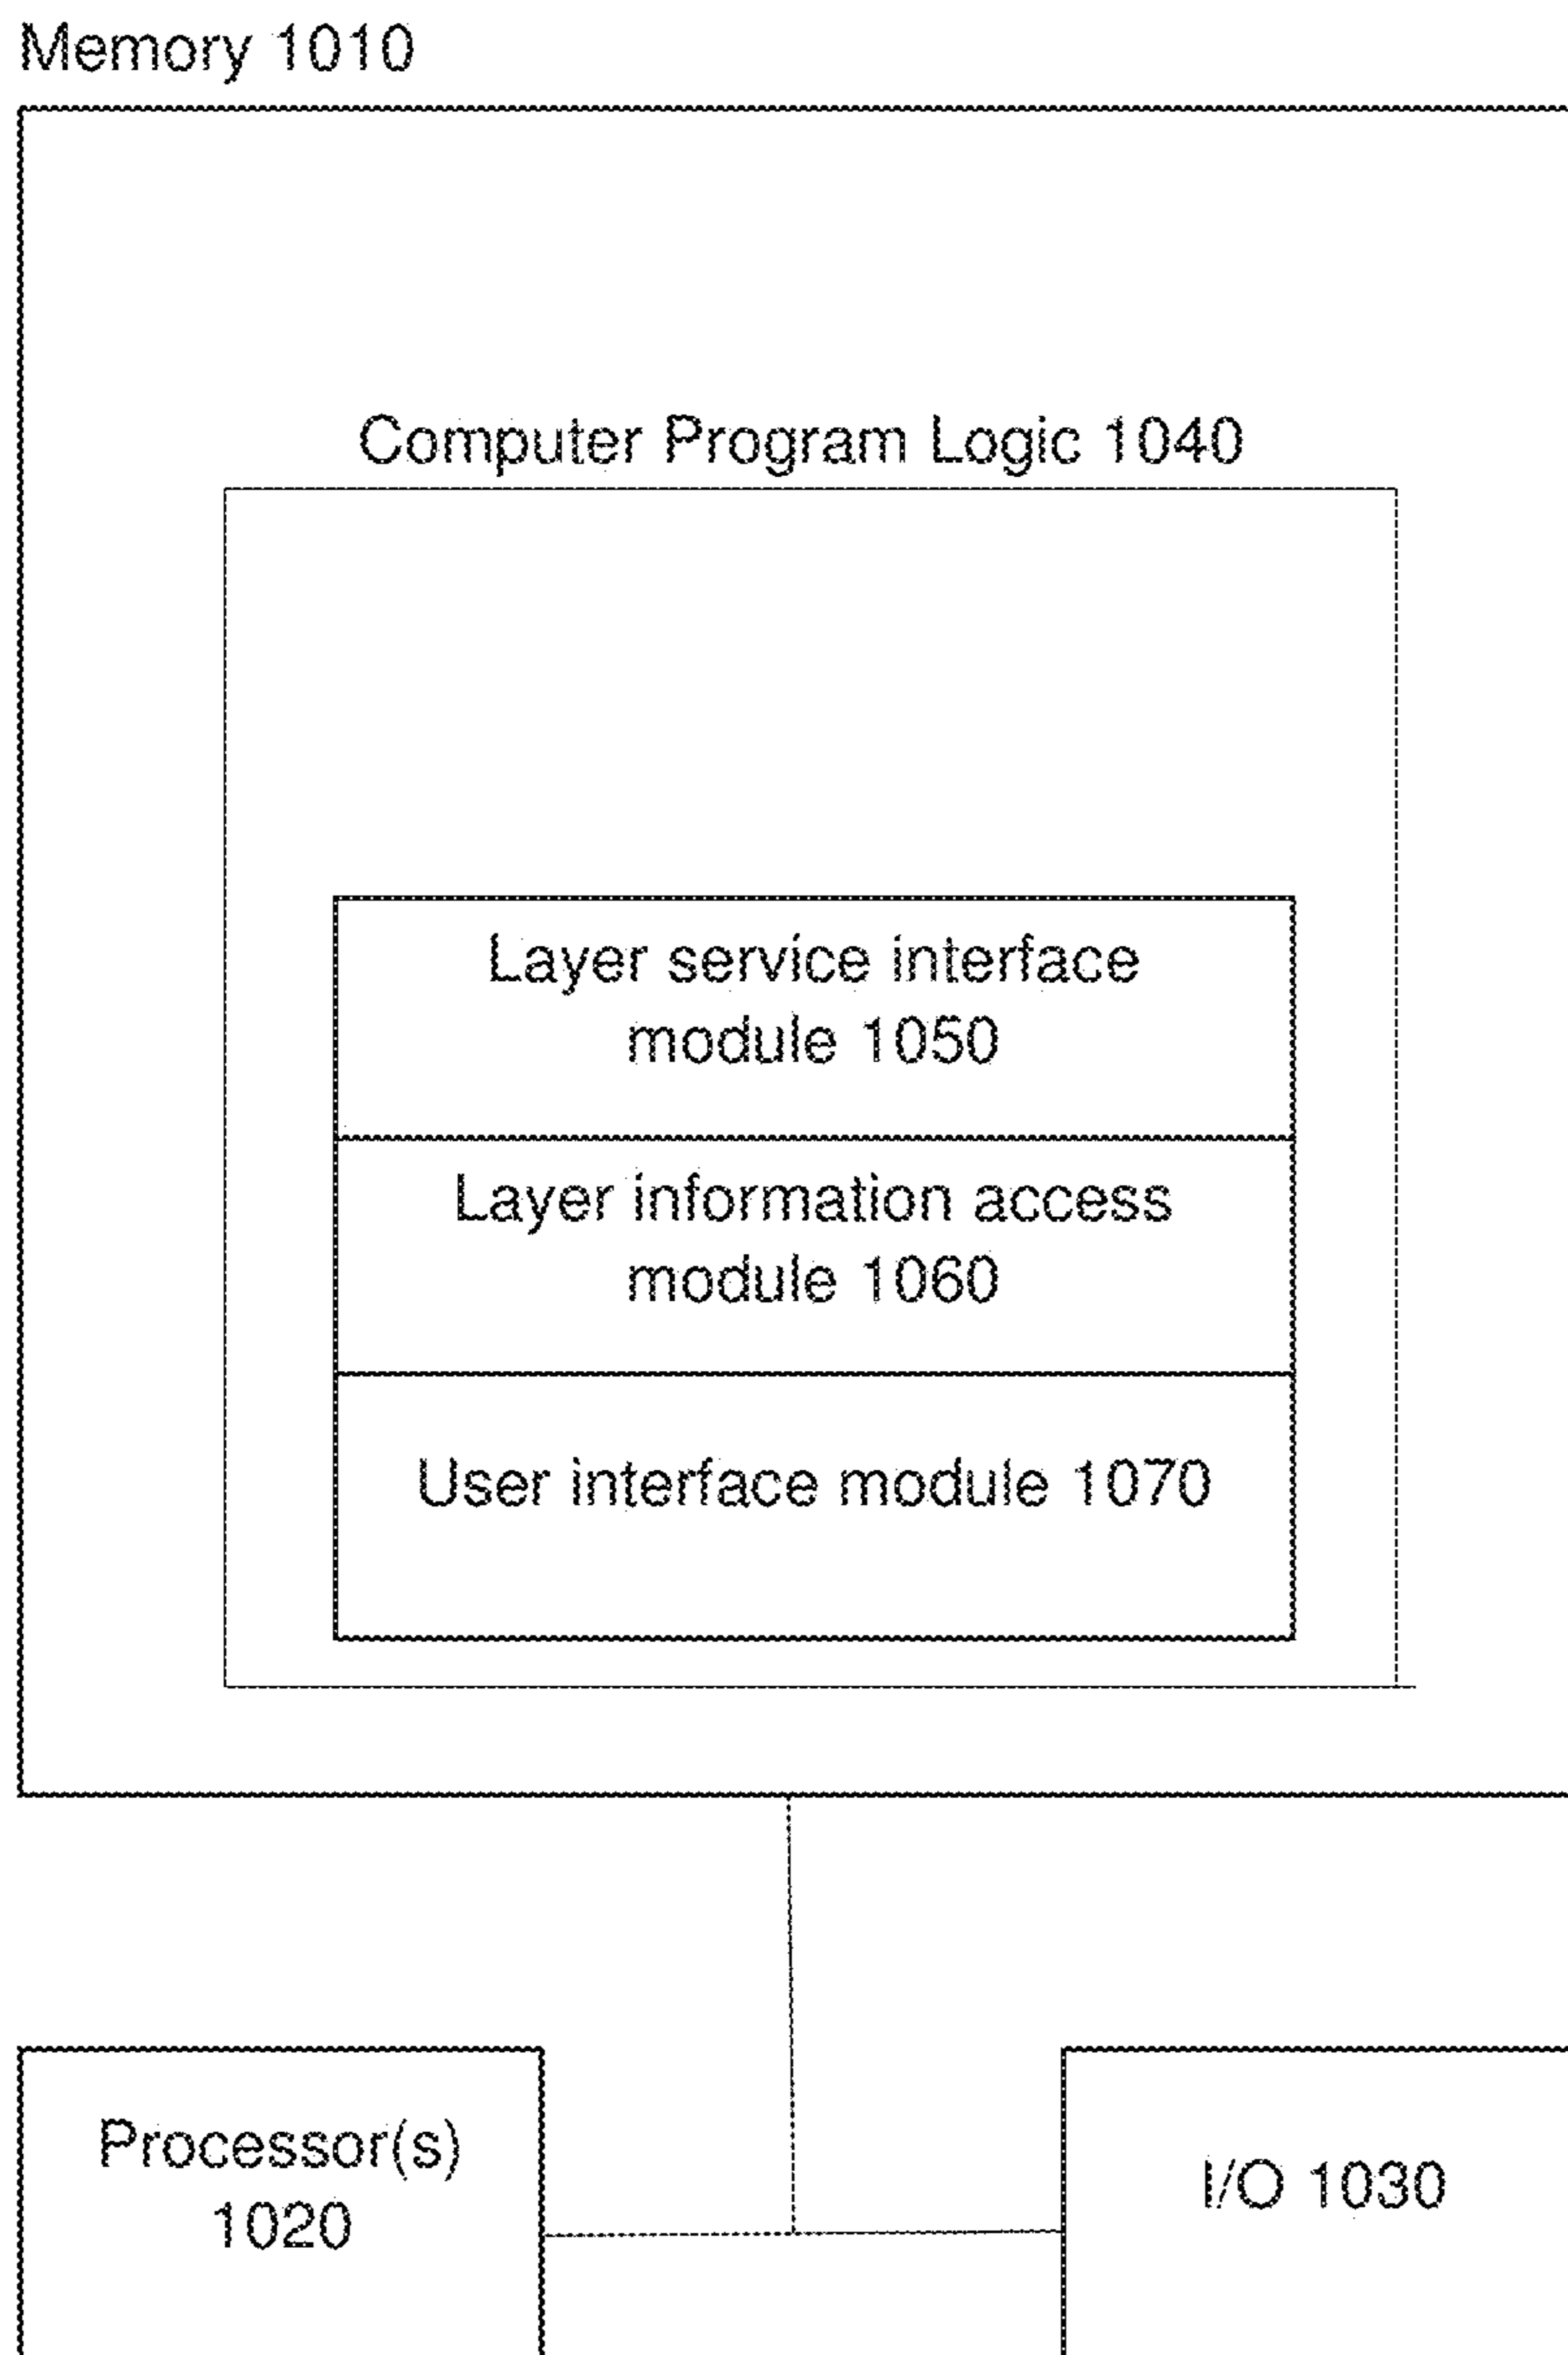 Memory 1010
Computer Program Logic 1040
Layer service interface
module 1050
Layer information access
module 1060
User interface module 1070
Processor(s)
1020
I/O 1030